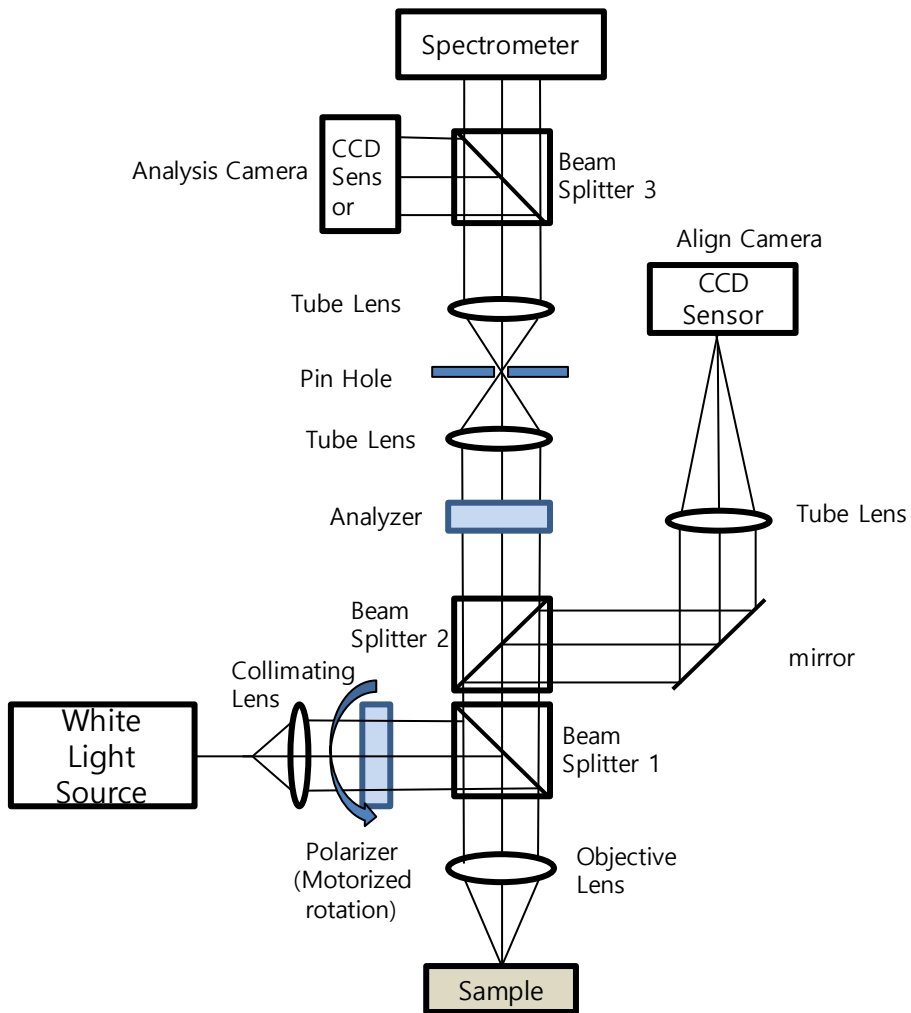 Spectrometer
Analysis Camera
CCD
Sens
or
Beam
Splitter 3
Align Camera
CCD
Sensor
Tube Lens
Pin Hole
Tube Lens
Analyzer
Tube Lens
Beam
Splitter 2
mirror
Collimating
Lens
White
Light
Source
Beam
Splitter 1
Polarizer
(Motorized
rotation)
Objective
Lens
Sample